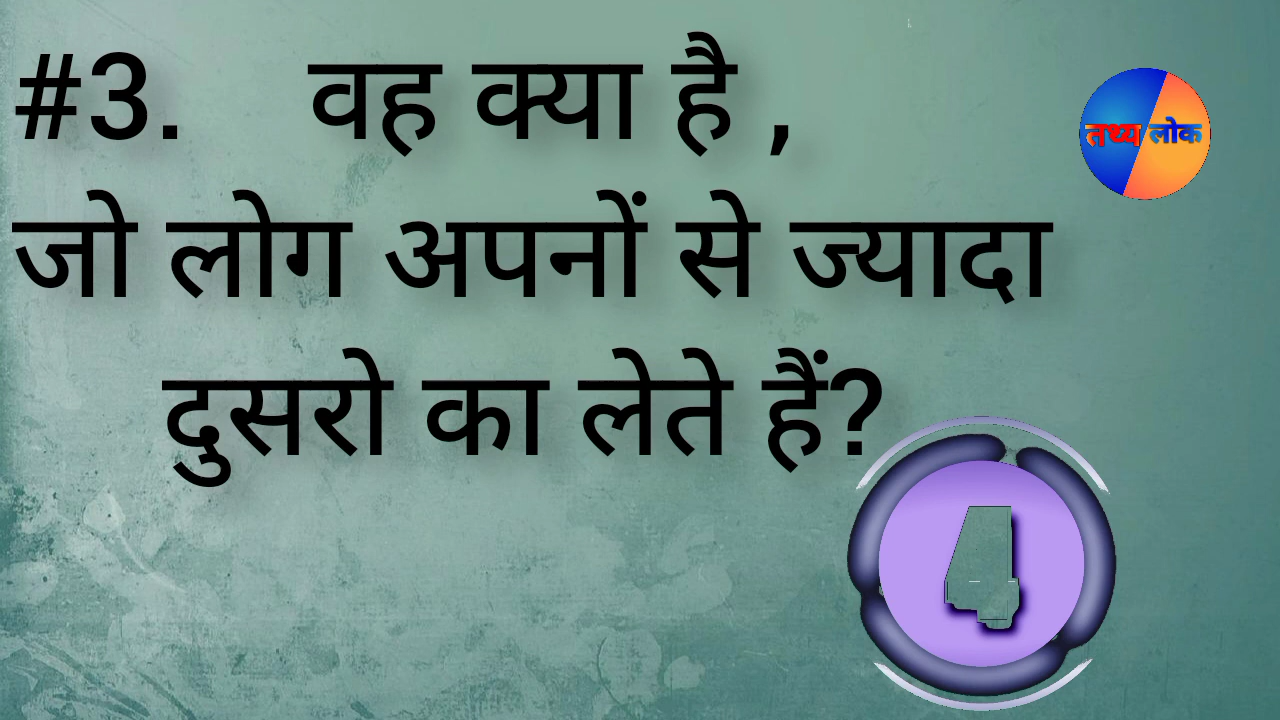 #3. वह क्या है ,
तथ्य लोक
जो लोग अपनों से ज्यादा
दुसरो का लेते हैं?
4